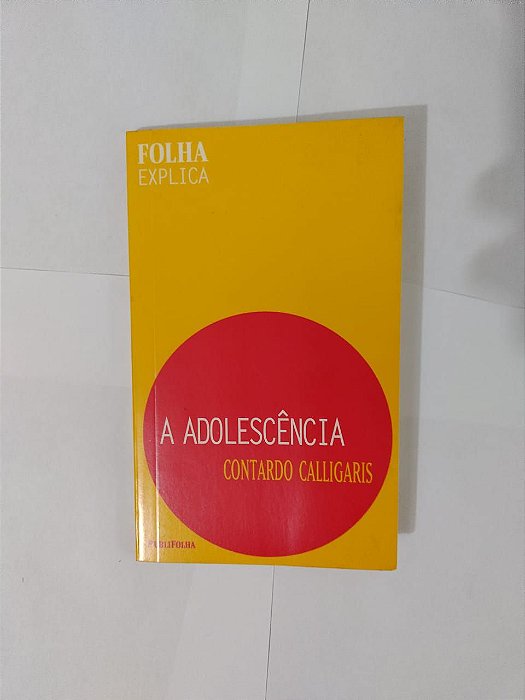 FOLHA
EXPLICA
A ADOLESCÊNCIA
CONTARDO CALLIGARIS
PUBLIFOLHA